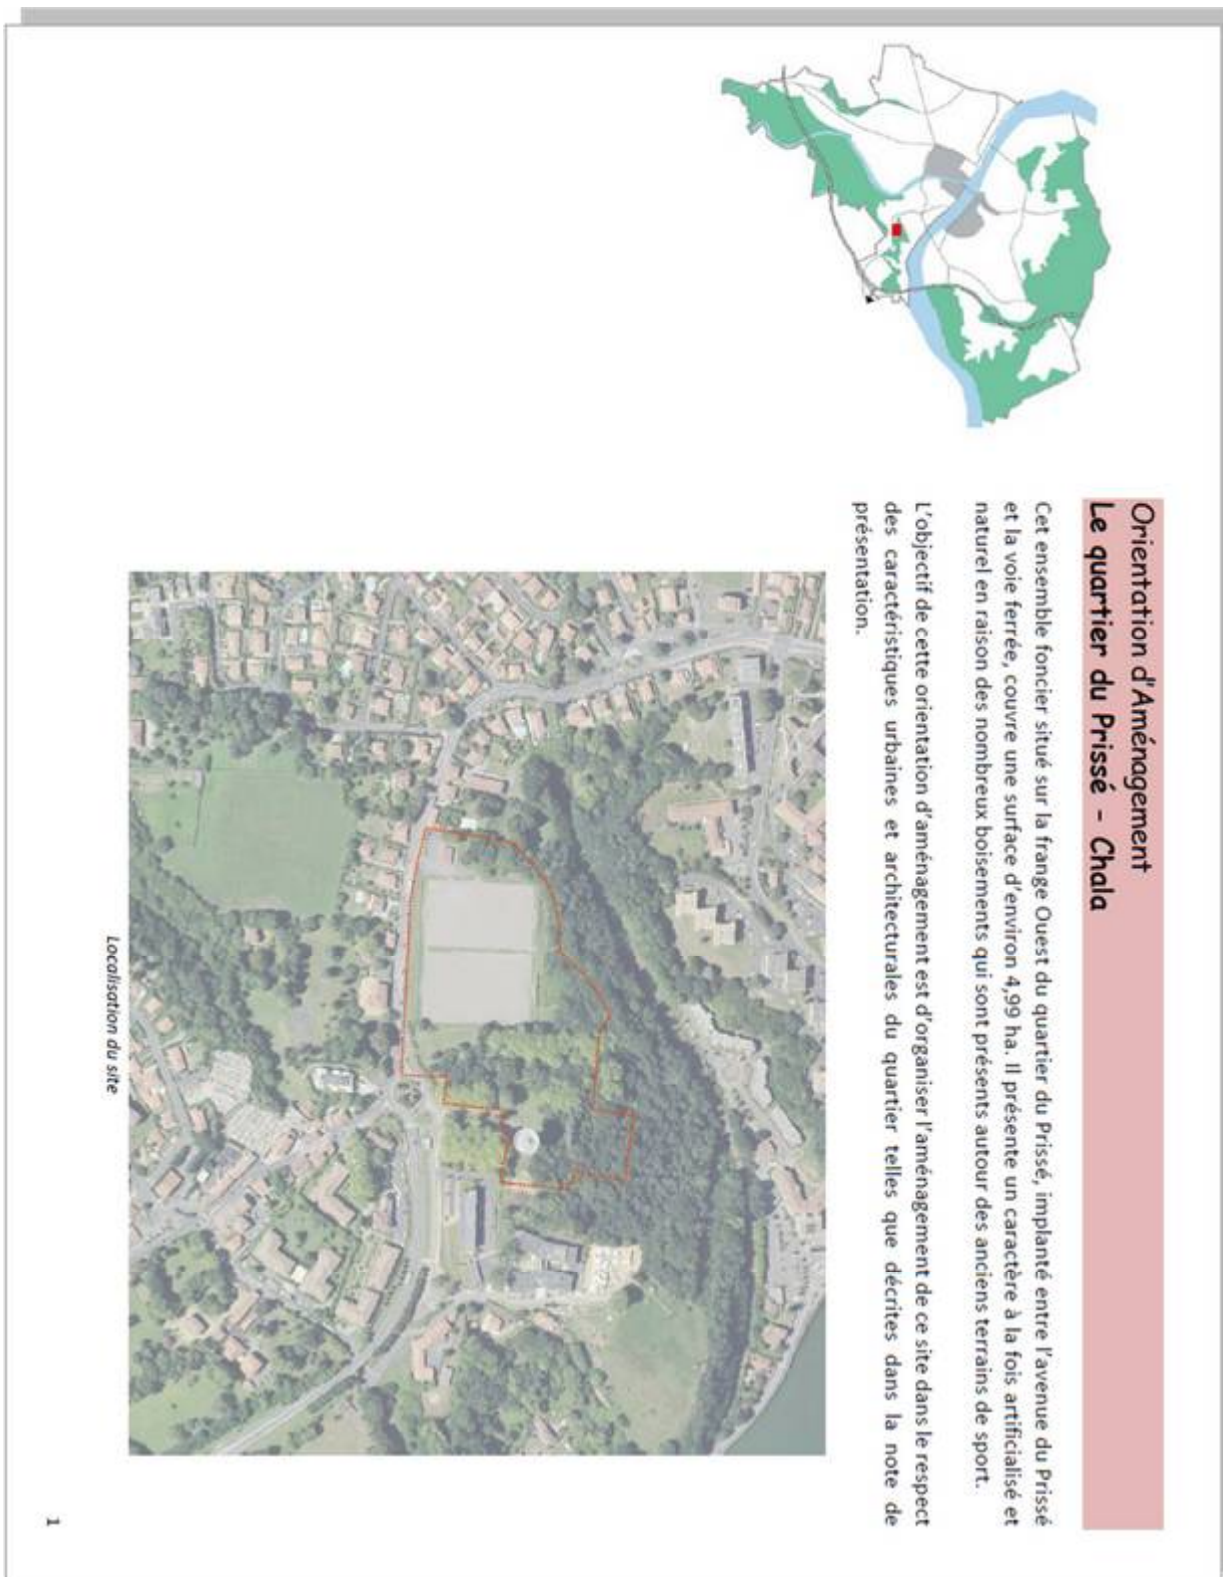 Orientation d'Aménagement
Le quartier du Prissé - Chala
Cet ensemble foncier situé sur la frange Ouest du quartier du Prissé, implanté entre l'avenue du Prissé
et la voie ferrée, couvre une surface d'environ 4,99 ha. Il présente un caractère à la fois artificialisé et
naturel en raison des nombreux boisements qui sont présents autour des anciens terrains de sport.
L'objectif de cette orientation d'aménagement est d'organiser l'aménagement de ce site dans le respect
des caractéristiques urbaines et architecturales du quartier telles que décrites dans la note de
présentation.
Localisation du site
1